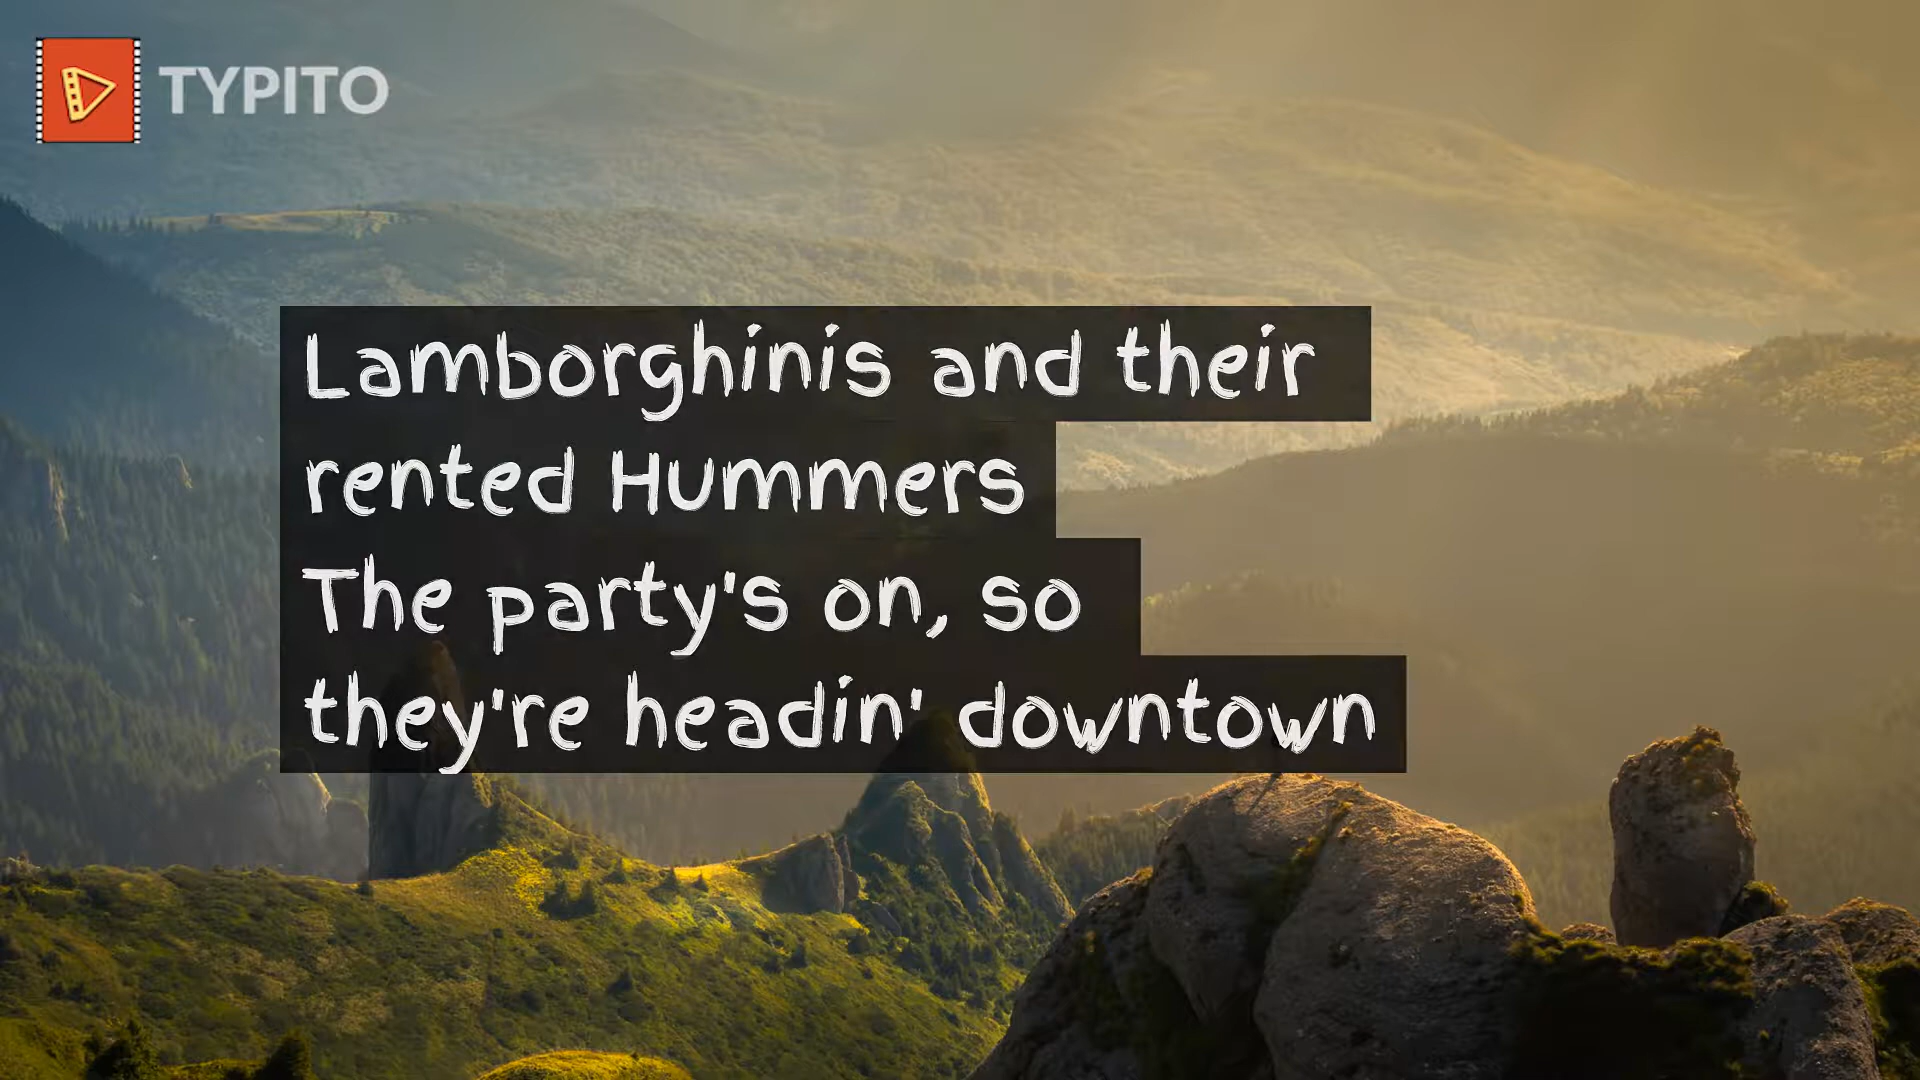 TYPITO
Lamborghinis and their
rented Hummers
The party's on, so
they're headin' downtown